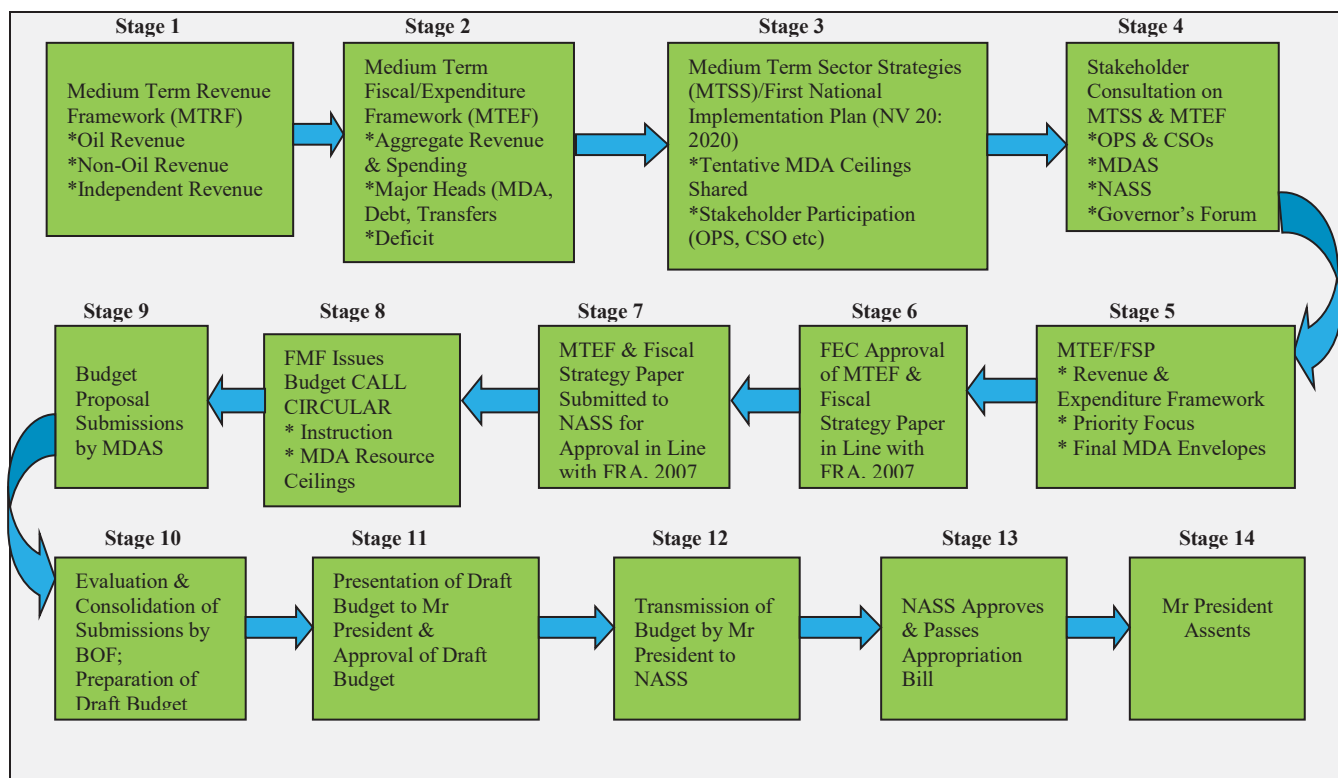 Stage 1
Medium Term Revenue
Framework (MTRF)
*Oil Revenue
*Non-Oil Revenue
*Independent Revenue
Stage 2
Medium Term
Fiscal/Expenditure
Framework (MTEF)
*Aggregate Revenue
& Spending
*Major Heads (MDA,
Debt, Transfers
*Deficit
Stage 3
Medium Term Sector Strategies
(MTSS)/First National
Implementation Plan (NV 20:
2020)
*Tentative MDA Ceilings
Shared
*Stakeholder Participation
(OPS, CSO etc)
Stage 4
Stakeholder
Consultation on
MTSS & MTEF
*OPS & CSOs
*MDAS
*NASS
*Governor's Forum
Stage 5
MTEF/FSP
* Revenue &
Expenditure Framework
* Priority Focus
* Final MDA Envelopes
Stage 6
FEC Approval
of MTEF &
Fiscal
Strategy Paper
in Line with
FRA, 2007
Stage 7
MTEF & Fiscal
Strategy Paper
Submitted to
NASS for
Approval in Line
with FRA, 2007
Stage 8
FMF Issues
Budget CALL
CIRCULAR
* Instruction
* MDA Resource
Ceilings
Stage 9
Budget
Proposal
Submissions
by MDAS
Stage 10
Evaluation &
Consolidation of
Submissions by
BOF;
Preparation of
Draft Budget
Stage 11
Presentation of Draft
Budget to Mr
President &
Approval of Draft
Budget
Stage 12
Transmission of
Budget by Mr
President to
NASS
Stage 13
NASS Approves
& Passes
Appropriation
Bill
Stage 14
Mr President
Assents